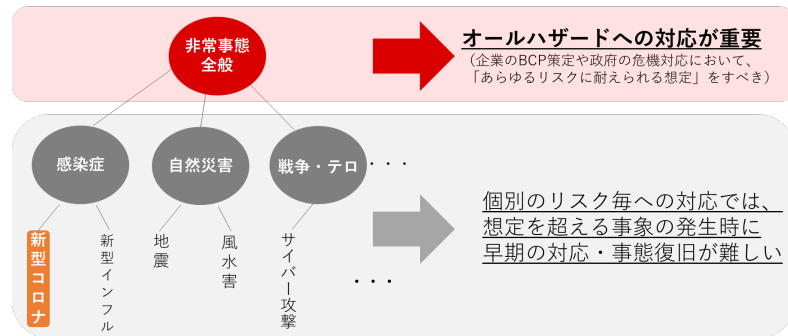 非常事態
全般
オールハザードへの対応が重要
（企業のBCP策定や政府の危機対応において、
「あらゆるリスクに耐えられる想定」をすべき）
感染症
自然災害
戦争・テロ
・・・
個別のリスク毎への対応では、
想定を超える事象の発生時に
早期の対応・事態復旧が難しい
新型コロナ
新型インフル
地震
風水害
サイバー攻撃
・・・